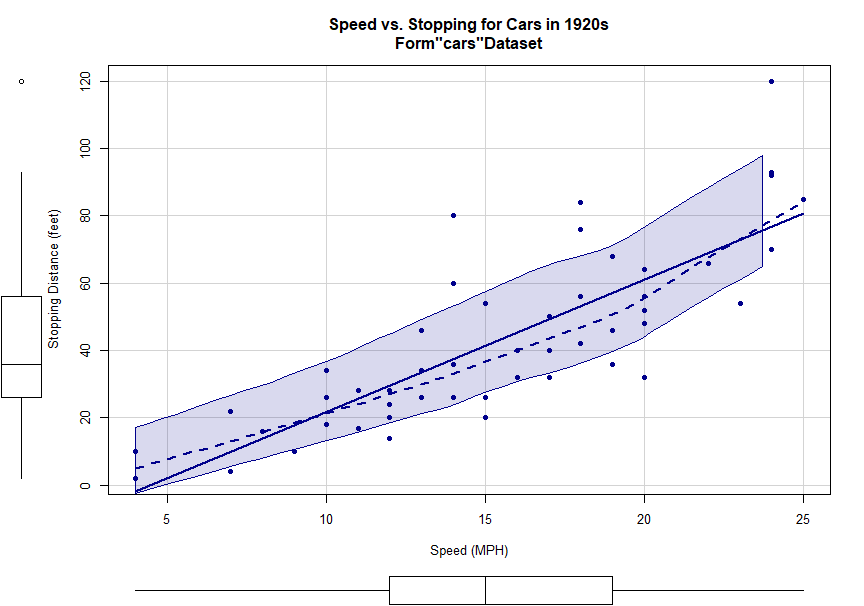 Speed vs. Stopping for Cars in 1920s
Form"cars"Dataset
120
100
80
60
40
20
0
Stopping Distance (feet)
5 10 15 20 25
Speed (MPH)